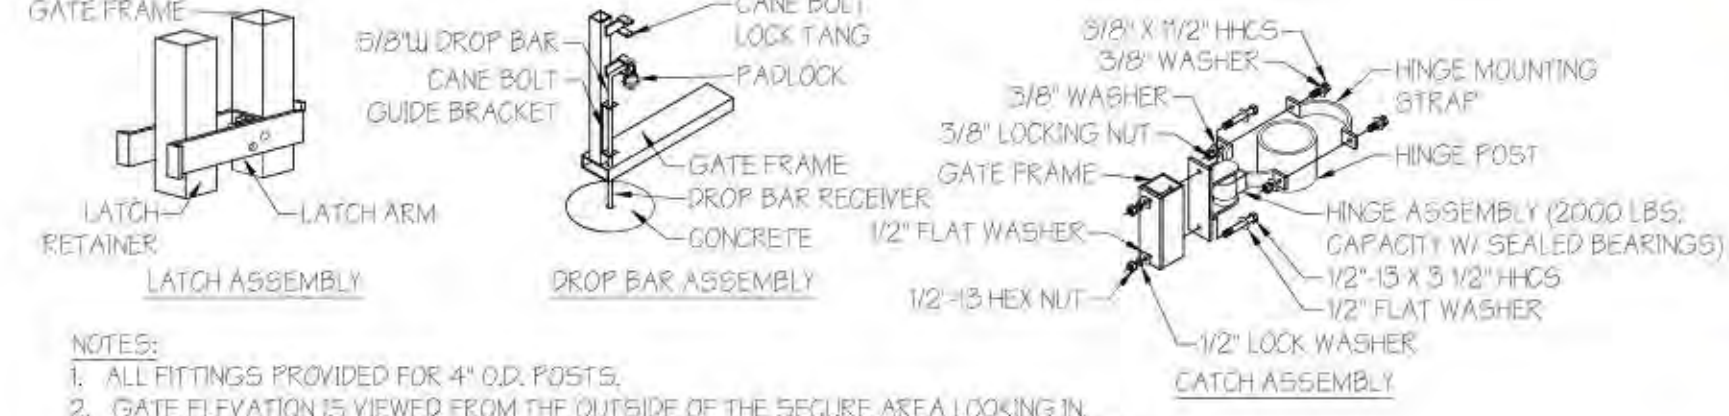 GATE FRAME
LATCH
RETAINER
LATCH ARM
LATCH ASSEMBLY
CANE BOLT
LOCK TANG
5/8"Ш DROP BAR
PADLOCK
CANE BOLT
GUIDE BRACKET
GATE FRAME
DROP BAR RECEIVER
CONCRETE
DROP BAR ASSEMBLY
3/8" X 1 1/2" HHCS
3/8" WASHER
HINGE MOUNTING
STRAP
3/8" WASHER
3/8" LOCKING NUT
GATE FRAME
HINGE POST
HINGE ASSEMBLY (2000 LBS.
CAPACITY W/ SEALED BEARINGS)
1/2" FLAT WASHER
1/2"-13 X 3 1/2" HHCS
1/2" FLAT WASHER
1/2"-13 HEX NUT
1/2" LOCK WASHER
CATCH ASSEMBLY
NOTES:
1. ALL FITTINGS PROVIDED FOR 4" O.D. POSTS.
2. GATE ELEVATION IS VIEWED FROM THE OUTSIDE OF THE SECURE AREA LOOKING IN.